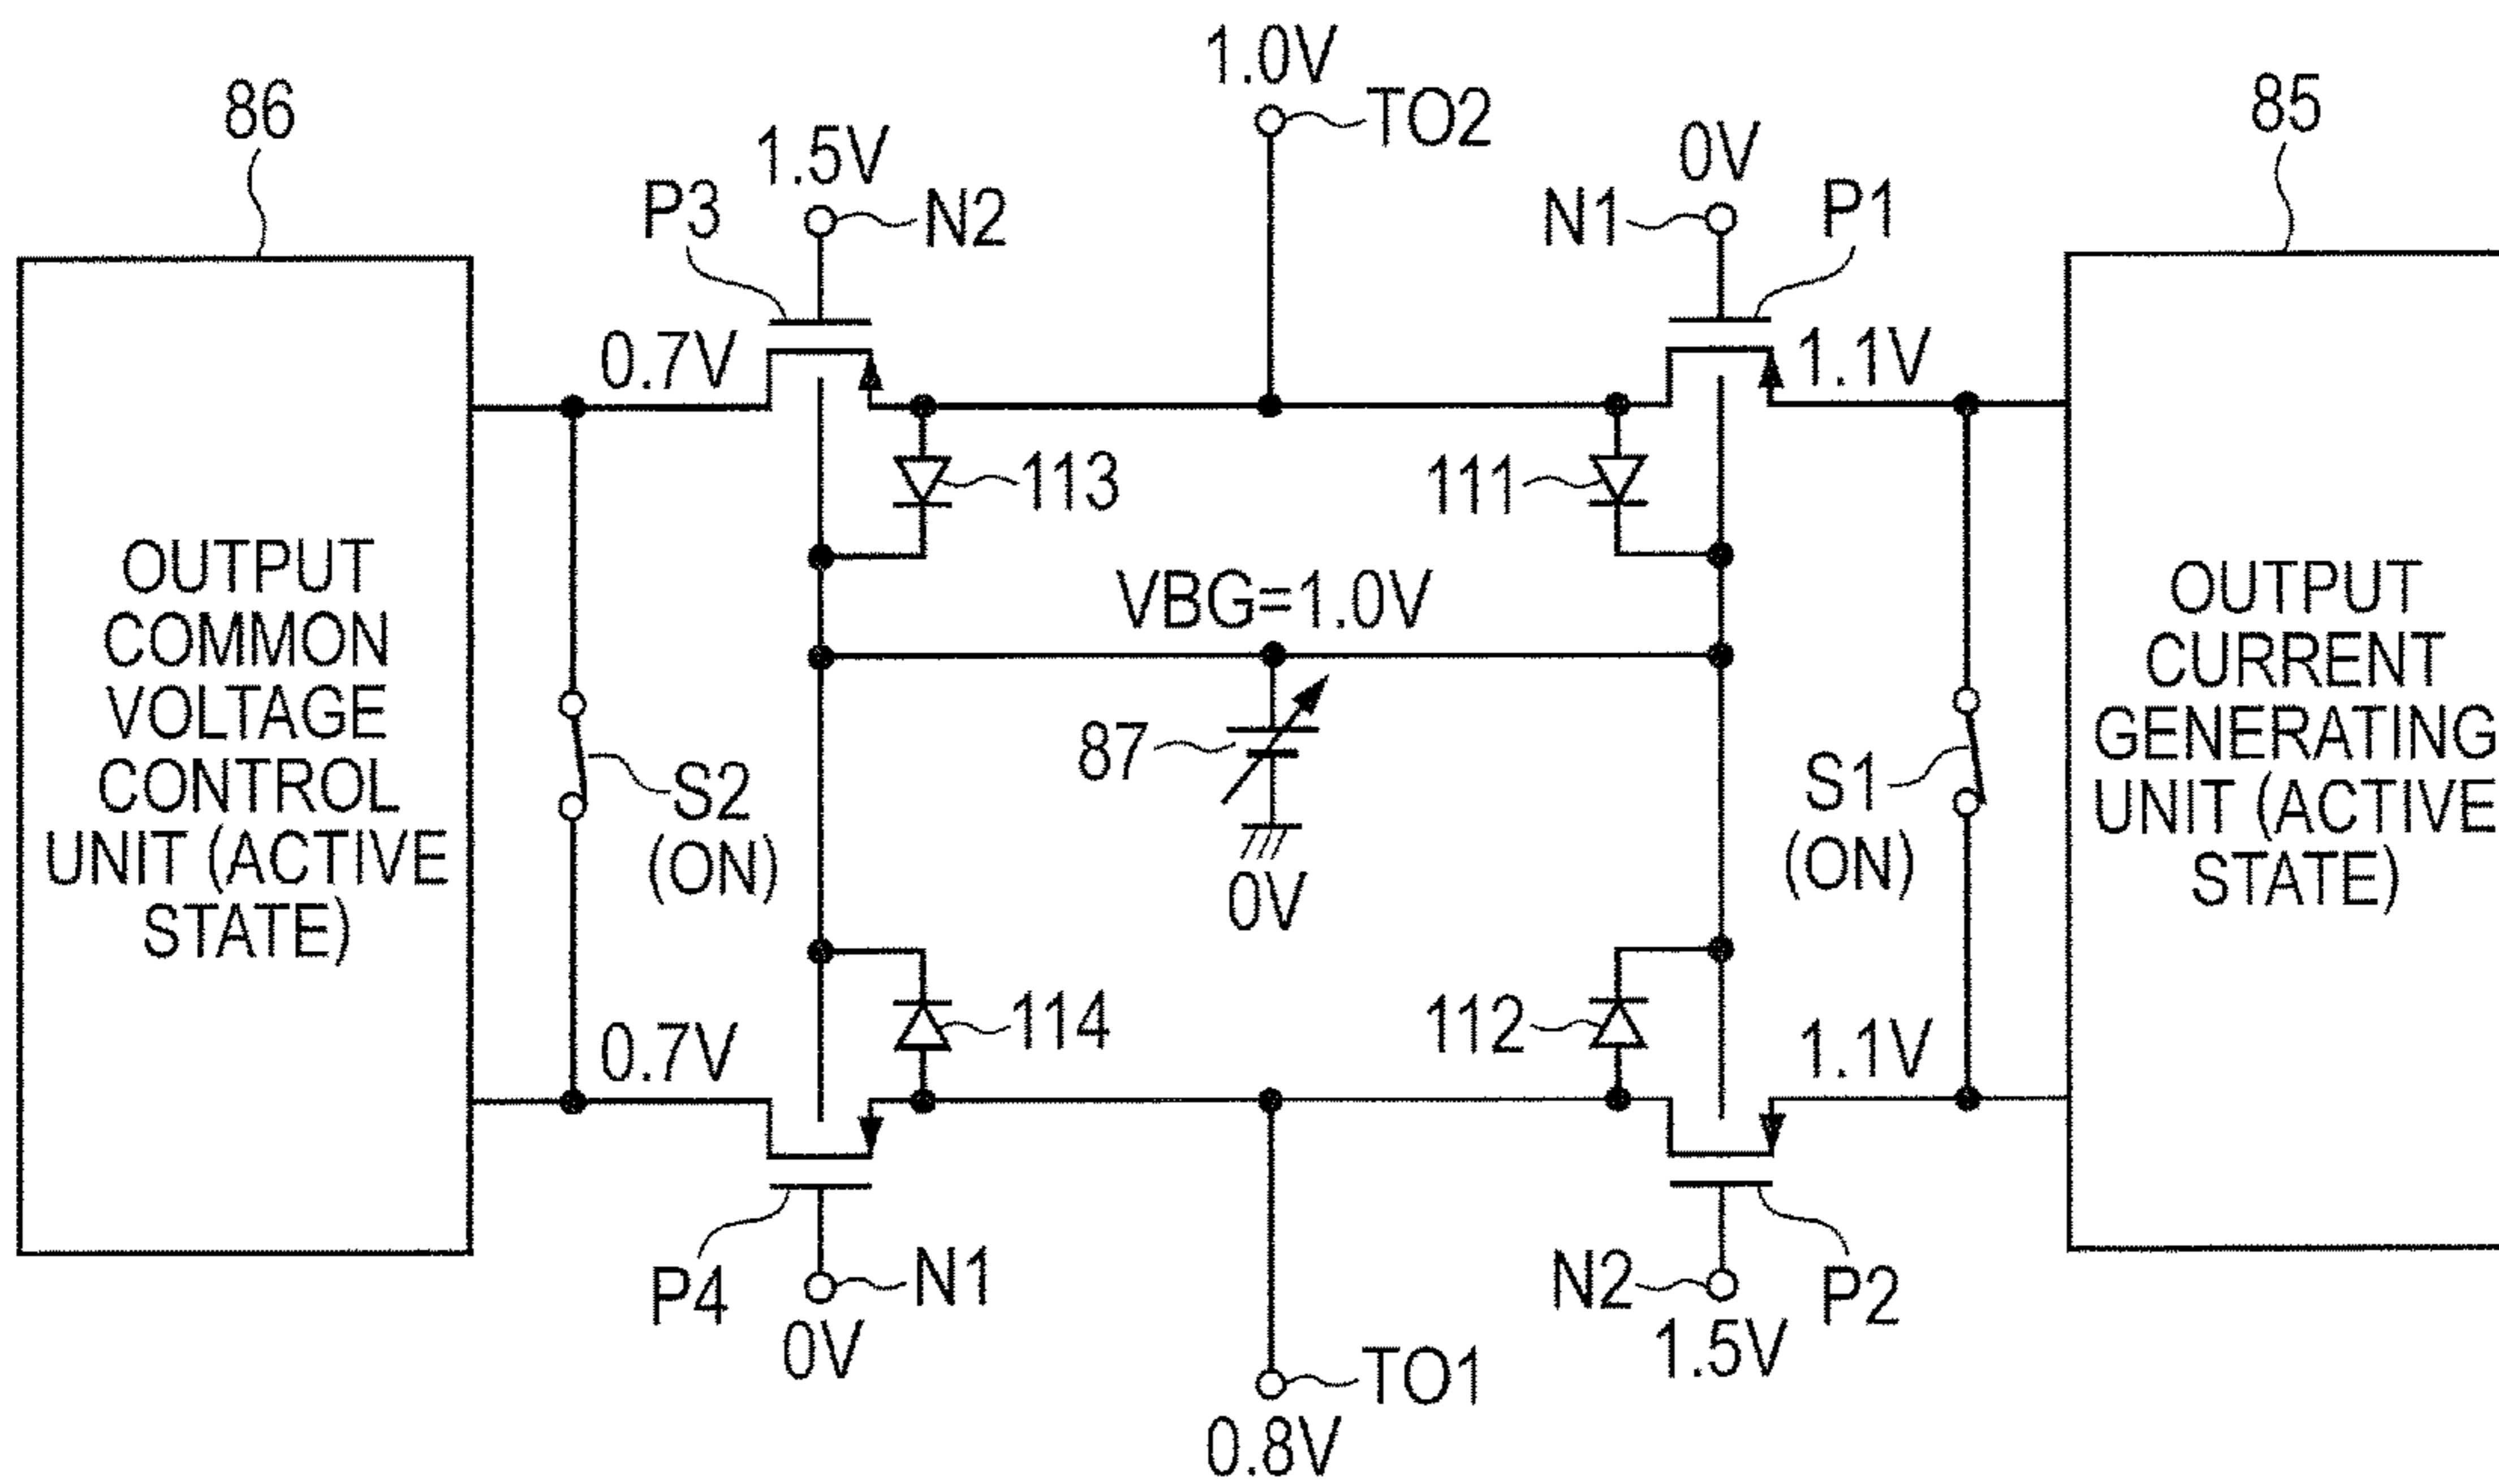 1.0V
TO2
86
85
1.5V
0V
P3
N2
N1
P1
0.7V
1.1V
113
111
VBG=1.0V
87
0V
OUTPUT
COMMON
VOLTAGE
CONTROL
UNIT (ACTIVE
STATE)
S2
(ON)
S1
(ON)
OUTPUT
CURRENT
GENERATING
UNIT (ACTIVE
STATE)
114
112
0.7V
1.1V
P4
N1
0V
N2
P2
1.5V
TO1
0.8V